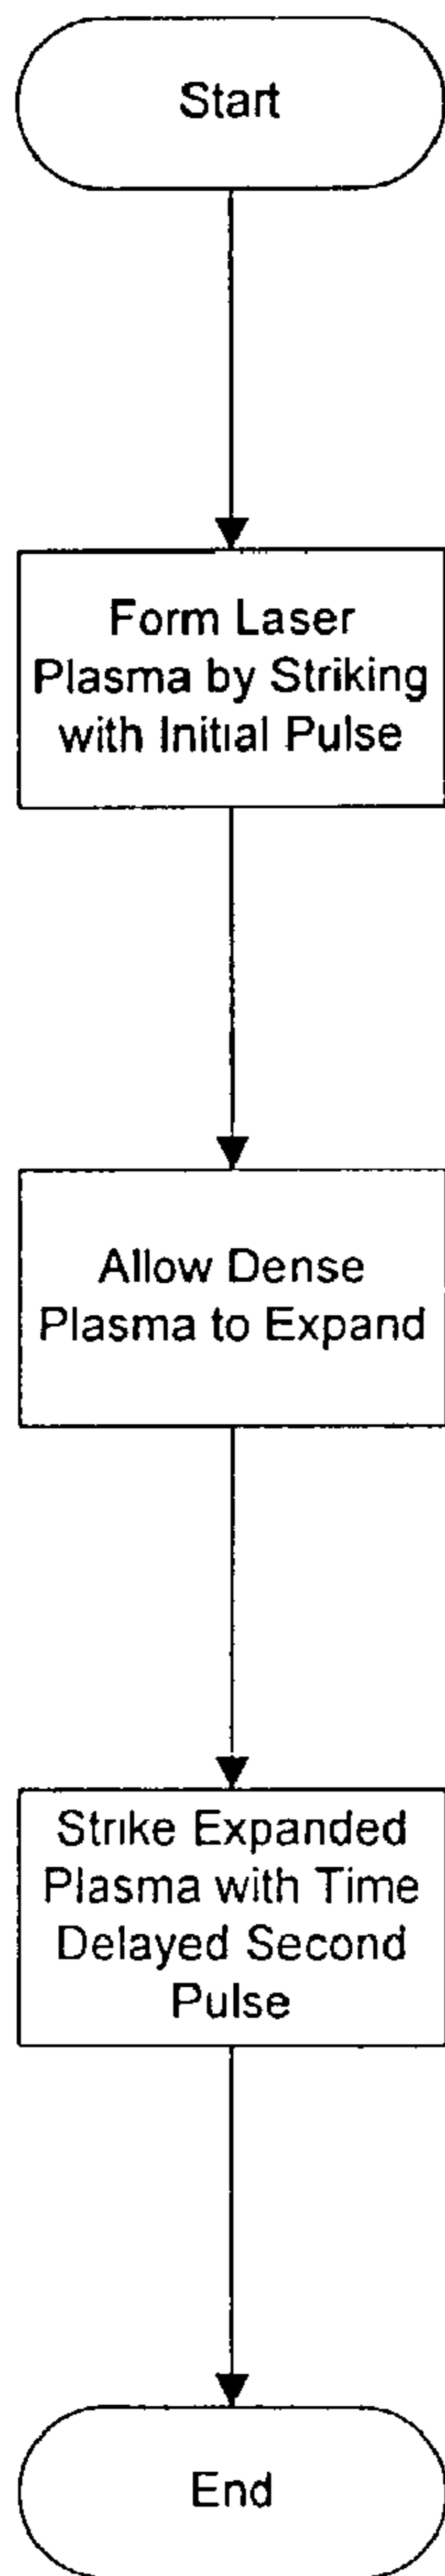 Start
Form Laser
Plasma by Striking
with Initial Pulse
Allow Dense
Plasma to Expand
Strike Expanded
Plasma with Time
Delayed Second
Pulse
End